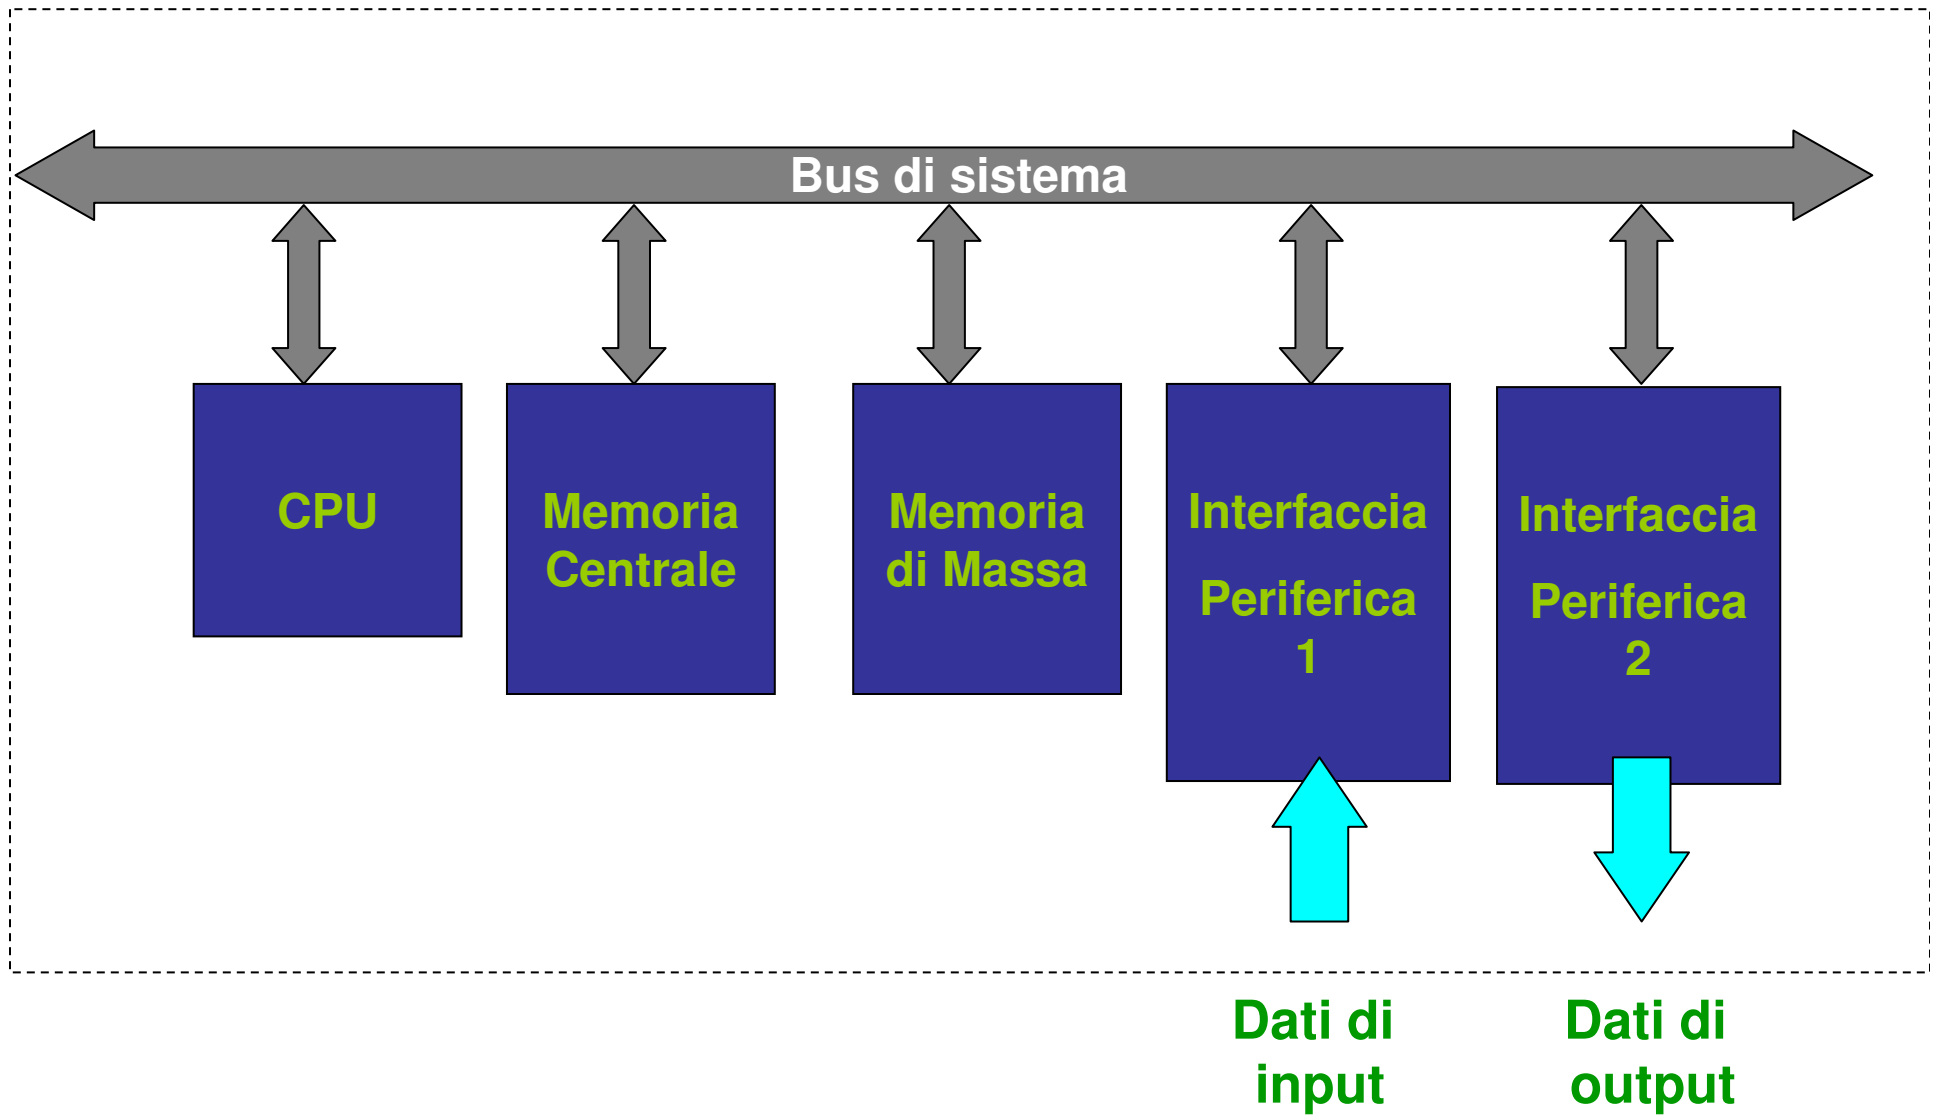 Bus di sistema
CPU
Memoria
Centrale
Memoria
di Massa
Interfaccia
Periferica
1
Interfaccia
Periferica
2
Dati di
input
Dati di
output